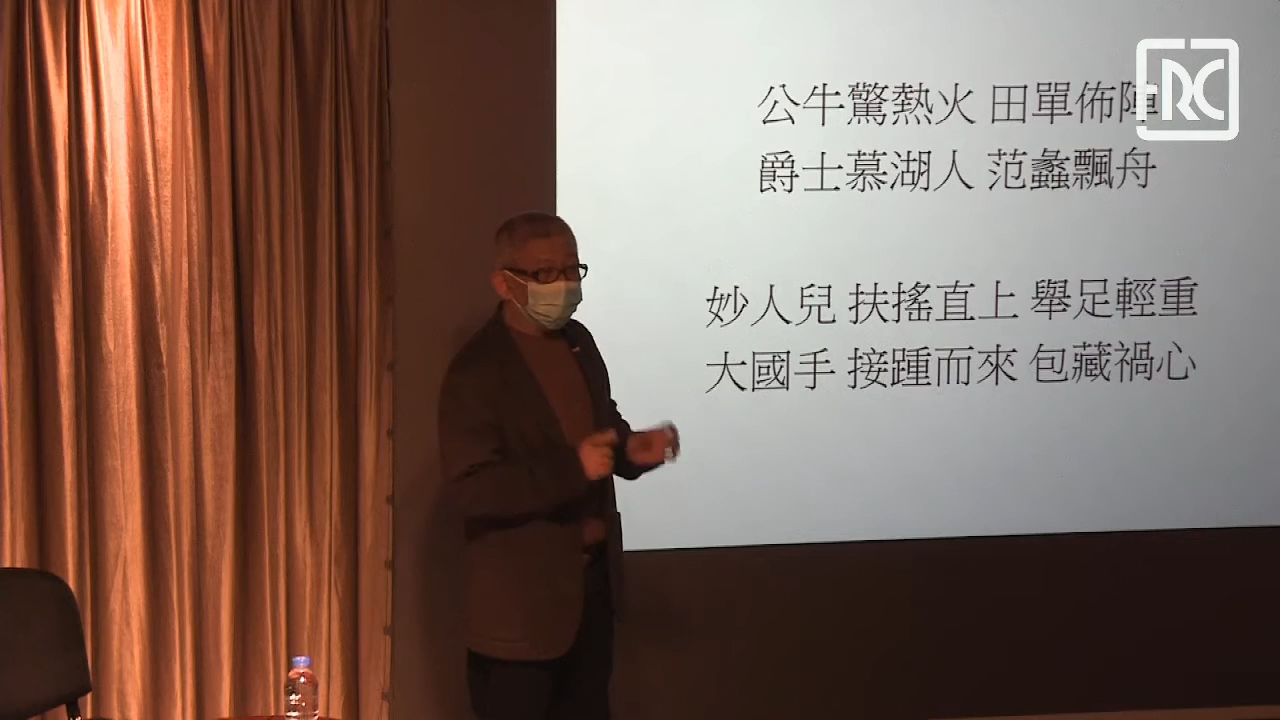 公牛驚熱火 田單佈陣
爵士慕湖人 范蠡飄舟
妙人兒 扶搖直上 舉足輕重
大國手 接踵而來 包藏禍心
RC